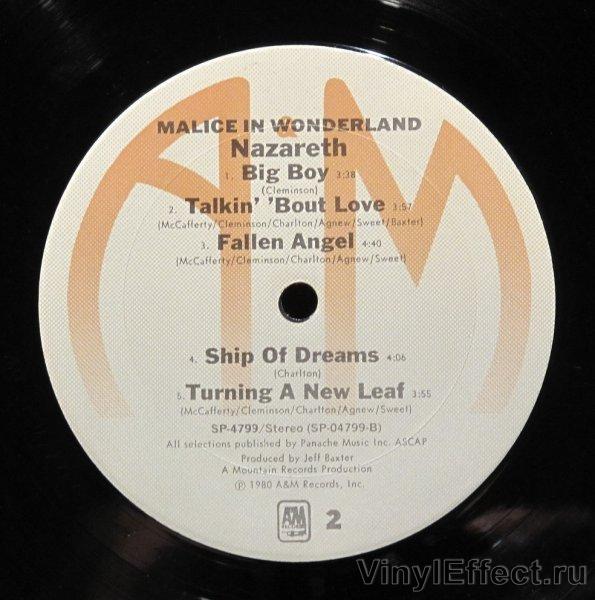 A&M
MALICE IN WONDERLAND
Nazareth
1. Big Boy 3:38
(Cleminson)
2. Talkin' 'Bout Love 3:57
(McCafferty/Cleminson/Charlton/Agnew/Sweet/Baxter)
3. Fallen Angel 4:40
(McCafferty/Cleminson/Charlton/Agnew/Sweet)
4. Ship Of Dreams 4:06
(Charlton)
5. Turning A New Leaf 3:55
(McCafferty/Cleminson/Charlton/Agnew/Sweet)
SP-4799/Stereo (SP-04799-B)
All selections published by Panache Music Inc. ASCAP
Produced by Jeff Baxter
A Mountain Records Production
℗ 1980 A&M Records, Inc.
A&M
RECORDS
2
VinylEffect.ru